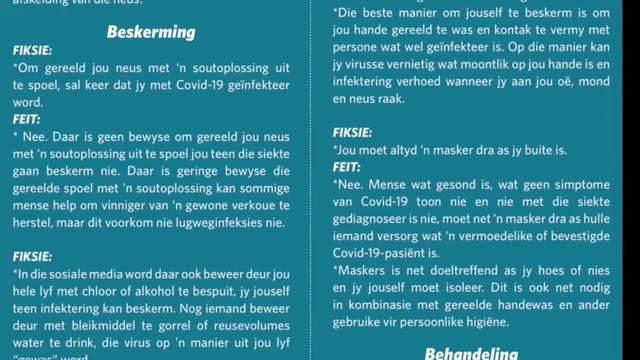 afskeiding van die neus.
Beskerming
FIKSIE:
*Om gereeld jou neus met 'n soutoplossing uit
te spoel, sal keer dat jy met Covid-19 geïnfekteer
word.
FEIT:
* Nee. Daar is geen bewyse om gereeld jou neus
met 'n soutoplossing uit te spoel jou teen die siekte
gaan beskerm nie. Daar is geringe bewyse die
gereelde spoel met 'n soutoplossing kan sommige
mense help om vinniger van 'n gewone verkoue te
herstel, maar dit voorkom nie lugweginfeksies nie.
FIKSIE:
*In die sosiale media word daar ook beweer deur jou
hele lyf met chloor of alkohol te bespuit, jy jouself
teen infektering kan beskerm. Nog iemand beweer
deur met bleikmiddel te gorrel of reusevolumes
water te drink, die virus op 'n manier uit jou lyf
"gewas" word.
*Die beste manier om jouself te beskerm is om
jou hande gereeld te was en kontak te vermy met
persone wat wel geïnfekteer is. Op die manier kan
jy virusse vernietig wat moontlik op jou hande is en
infektering verhoed wanneer jy aan jou oë, mond
en neus raak.
FIKSIE:
*Jou moet altyd 'n masker dra as jy buite is.
FEIT:
*Nee. Mense wat gesond is, wat geen simptome
van Covid-19 toon nie en nie met die siekte
gediagnoseer is nie, moet net 'n masker dra as hulle
iemand versorg wat 'n vermoedelike of bevestigde
Covid-19-pasiënt is.
*Maskers is net doeltreffend as jy hoes of nies
en jy jouself moet isoleer. Dit is ook net nodig
in kombinasie met gereelde handewas en ander
gebruike vir persoonlike higiëne.
Behandeling